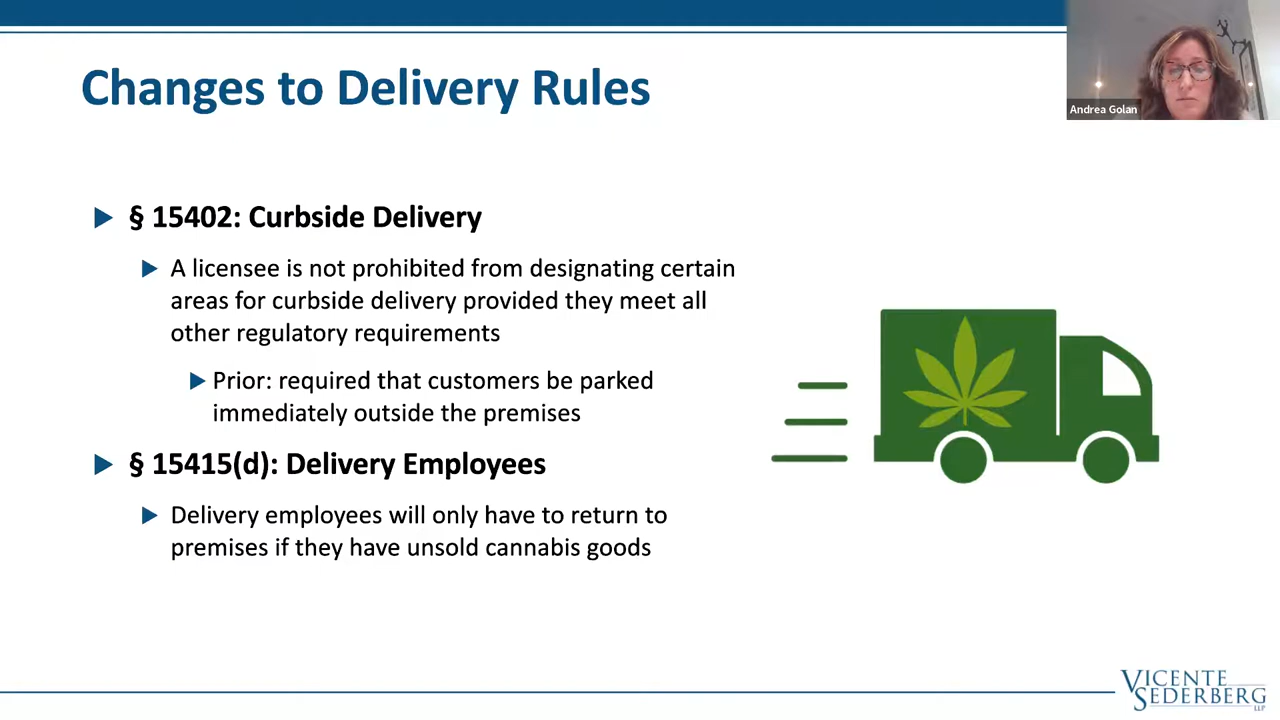 Changes to Delivery Rules
Andrea Golan
§ 15402: Curbside Delivery
A licensee is not prohibited from designating certain
areas for curbside delivery provided they meet all
other regulatory requirements
Prior: required that customers be parked
immediately outside the premises
§ 15415(d): Delivery Employees
Delivery employees will only have to return to
premises if they have unsold cannabis goods
VICENTE
SEDERBERG
LLP